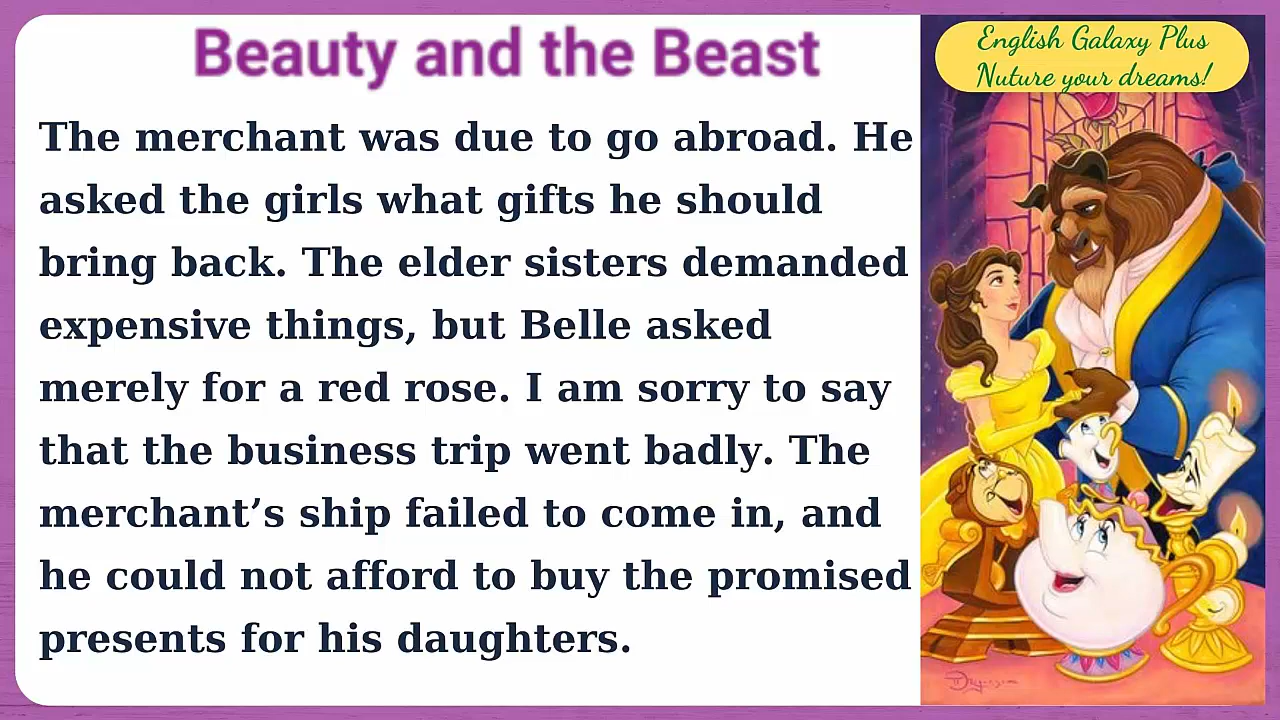 Beauty and the Beast
English Galaxy Plus
Nuture your dreams!
The merchant was due to go abroad. He
asked the girls what gifts he should
bring back. The elder sisters demanded
expensive things, but Belle asked
merely for a red rose. I am sorry to say
that the business trip went badly. The
merchant’s ship failed to come in, and
he could not afford to buy the promised
presents for his daughters.